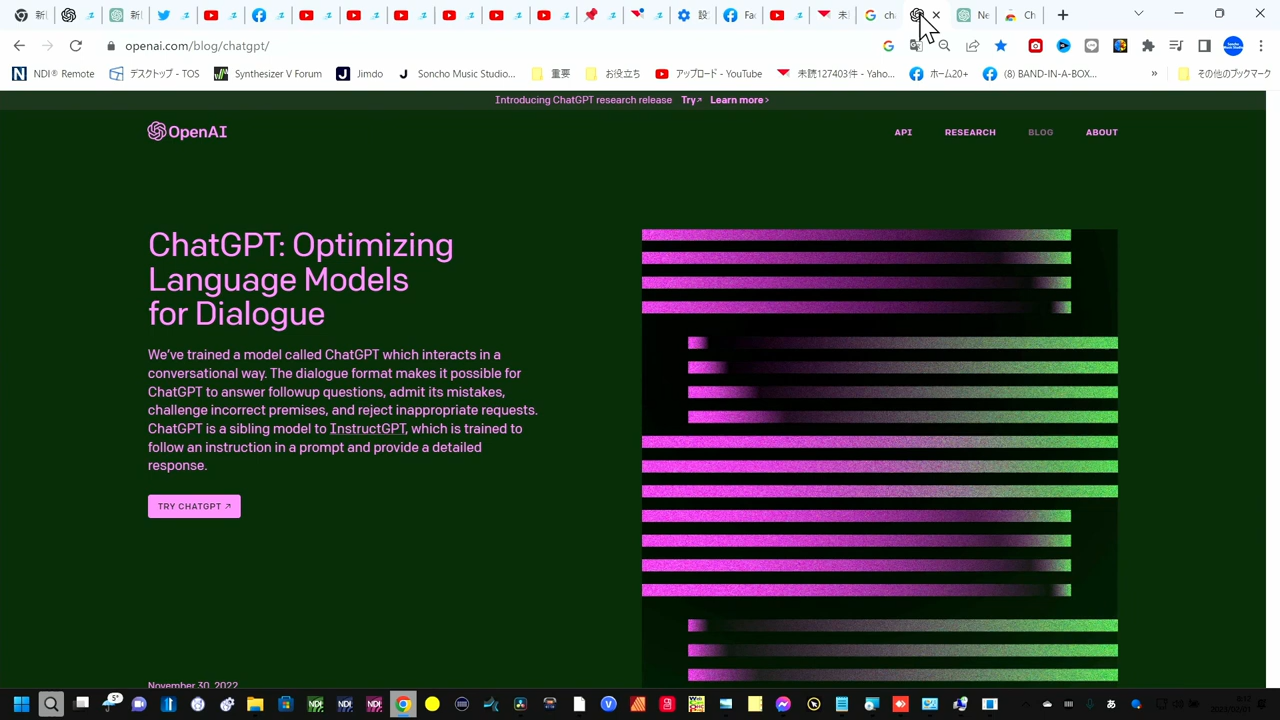 Ne
Ch
openai.com/blog/chatgpt/
NDI® Remote
デスクトップ - TOS
Synthesizer V Forum
Jimdo
Soncho Music Studio...
重要
お役立ち
アップロード - YouTube
未読127403件 - Yaho...
ホーム20+
(8) BAND-IN-A-BOX...
»
その他のブックマーク
Introducing ChatGPT research release Try↗ Learn more›
OpenAI
API
RESEARCH
BLOG
ABOUT
ChatGPT: Optimizing
Language Models
for Dialogue
We’ve trained a model called ChatGPT which interacts in a
conversational way. The dialogue format makes it possible for
ChatGPT to answer followup questions, admit its mistakes,
challenge incorrect premises, and reject inappropriate requests.
ChatGPT is a sibling model to InstructGPT, which is trained to
follow an instruction in a prompt and provide a detailed
response.
TRY CHATGPT ↗
November 30, 2022
5°